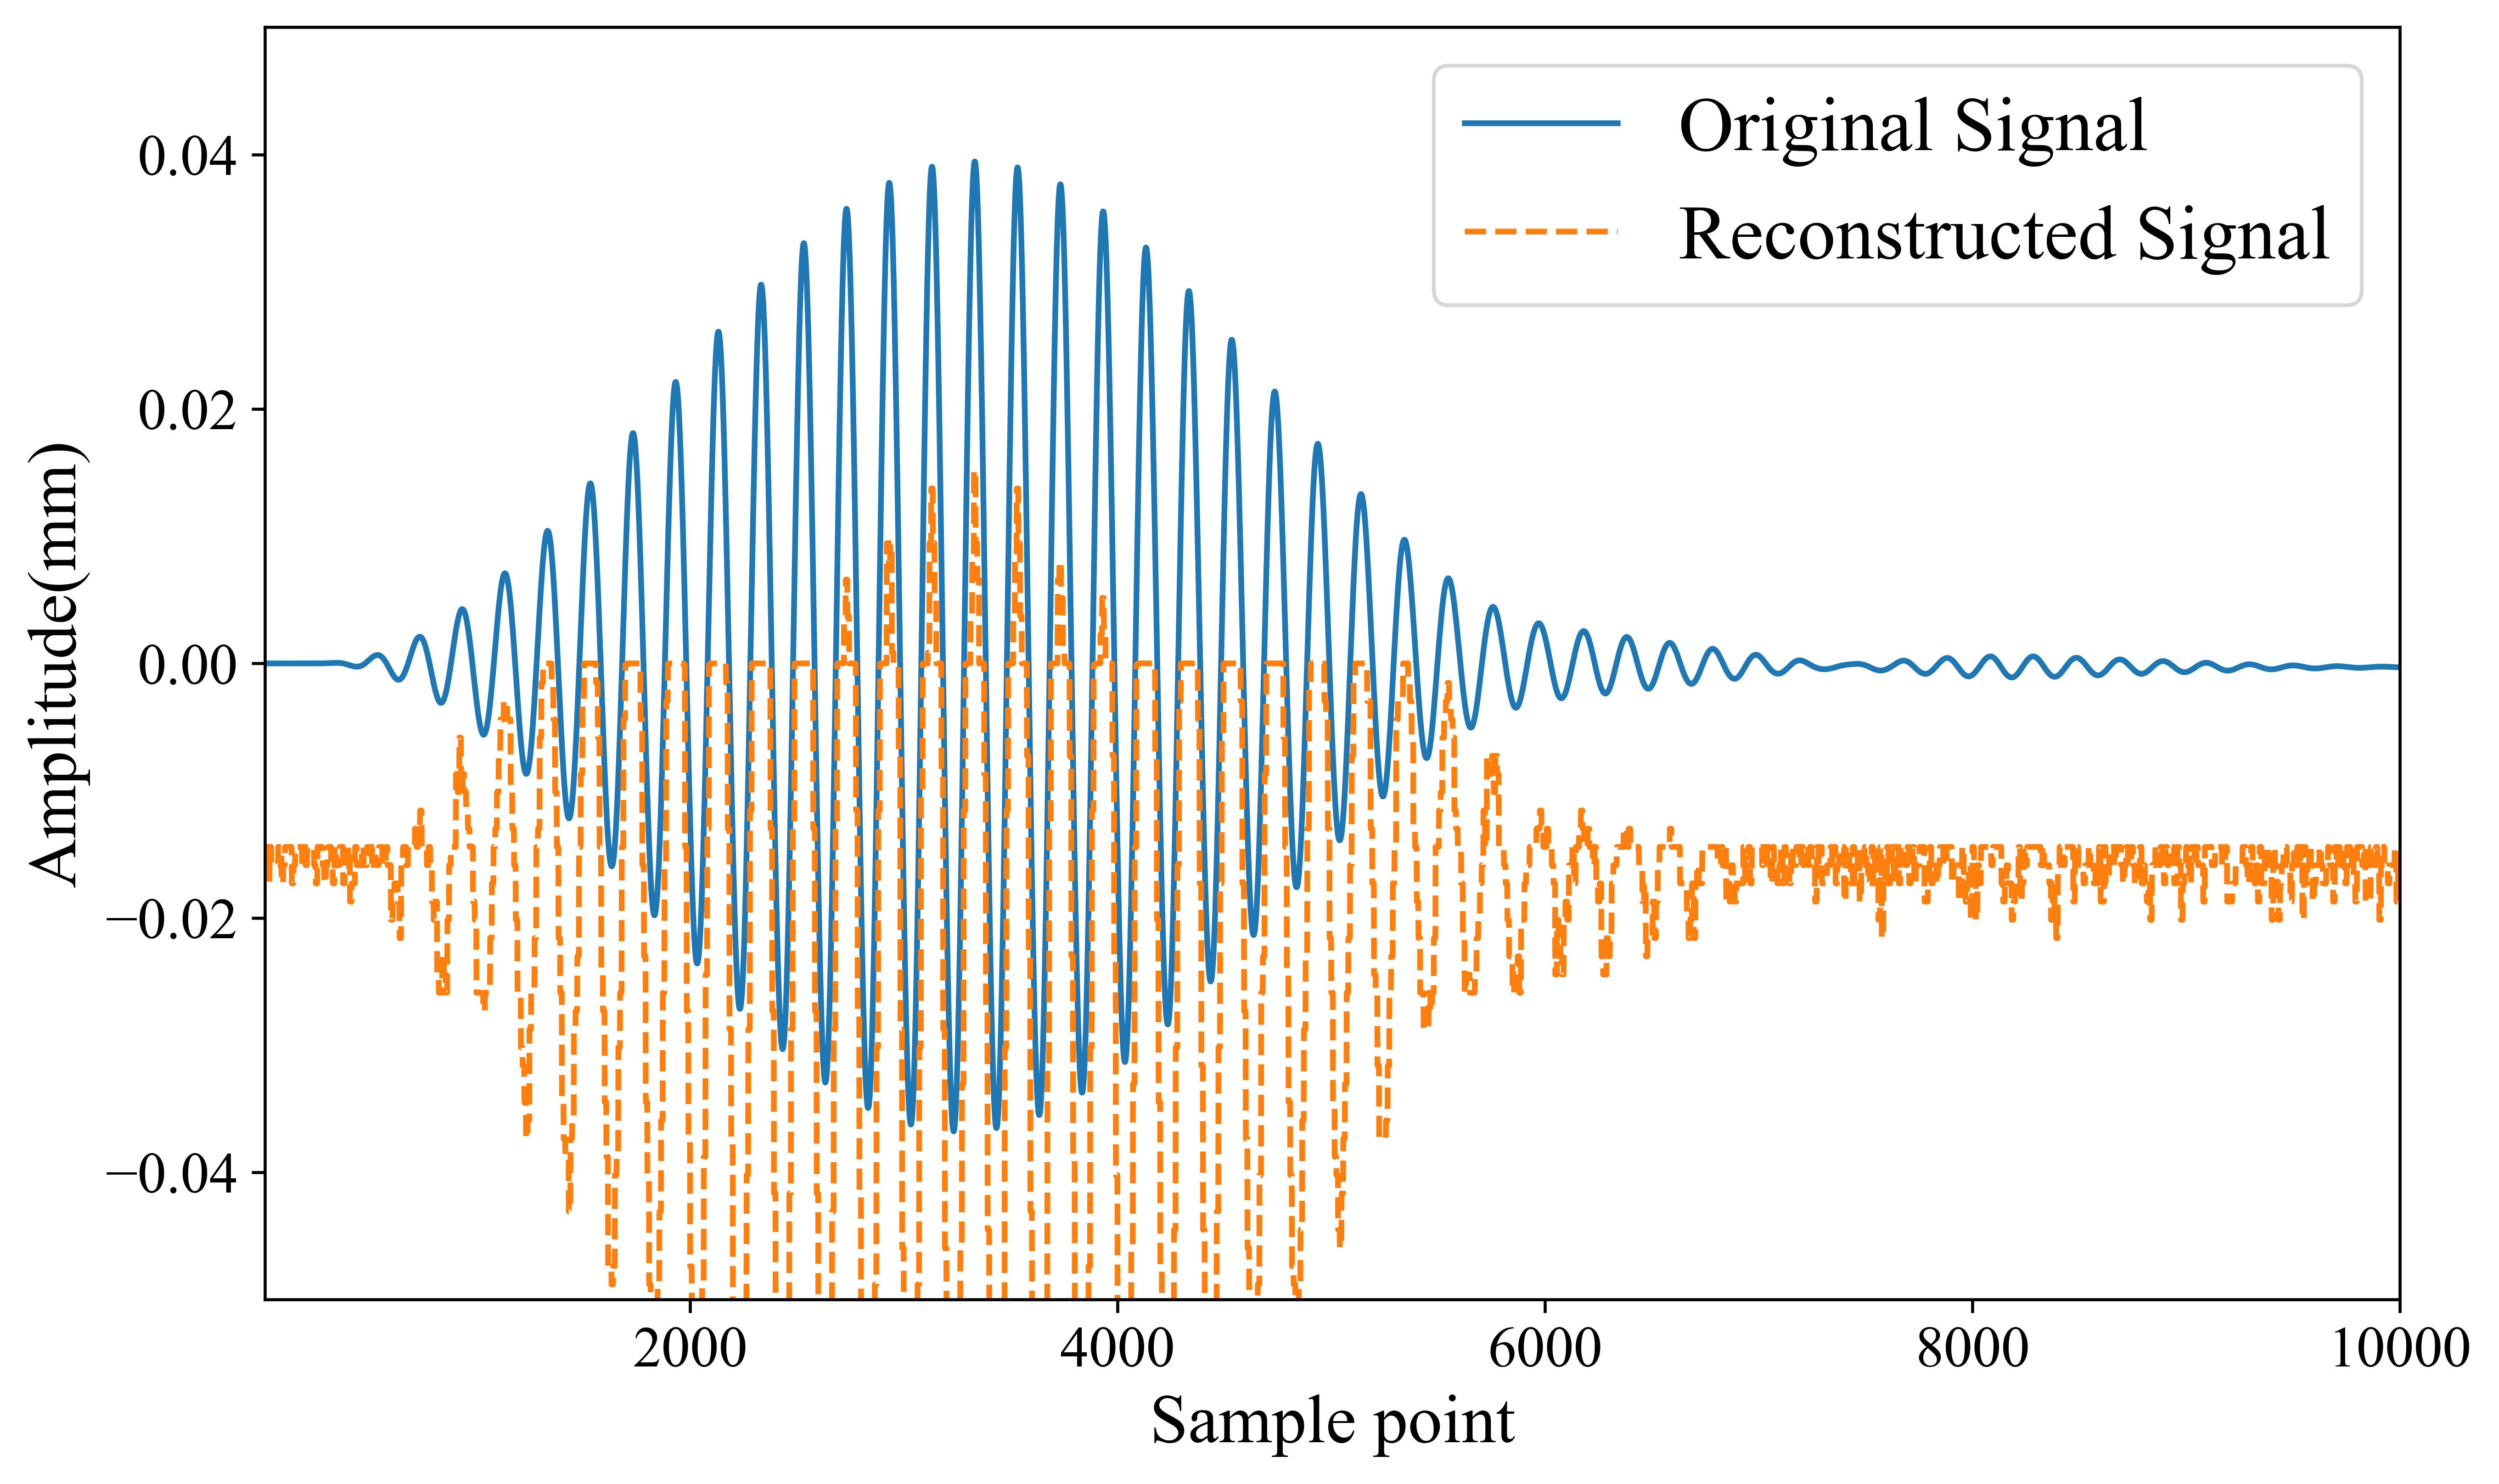 Original Signal
Reconstructed Signal
Amplitude(mm)
0.04
0.02
0.00
−0.02
−0.04
2000 4000 6000 8000 10000
Sample point